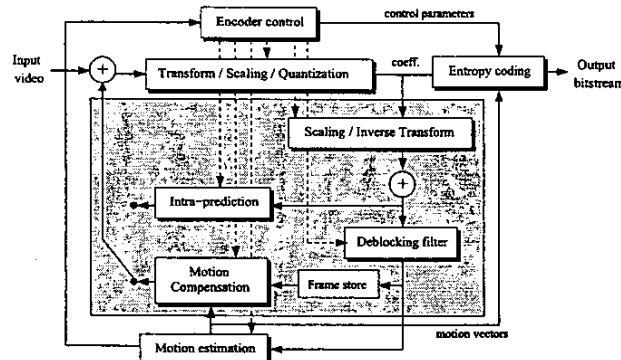 Encoder control
control parameters
Input
video
+
Transform / Scaling / Quantization
coeff.
Entropy coding
Output
bitstream
Scaling / Inverse Transform
+
Intra-prediction
Deblocking filter
Motion
Compensation
Frame store
motion vectors
Motion estimation